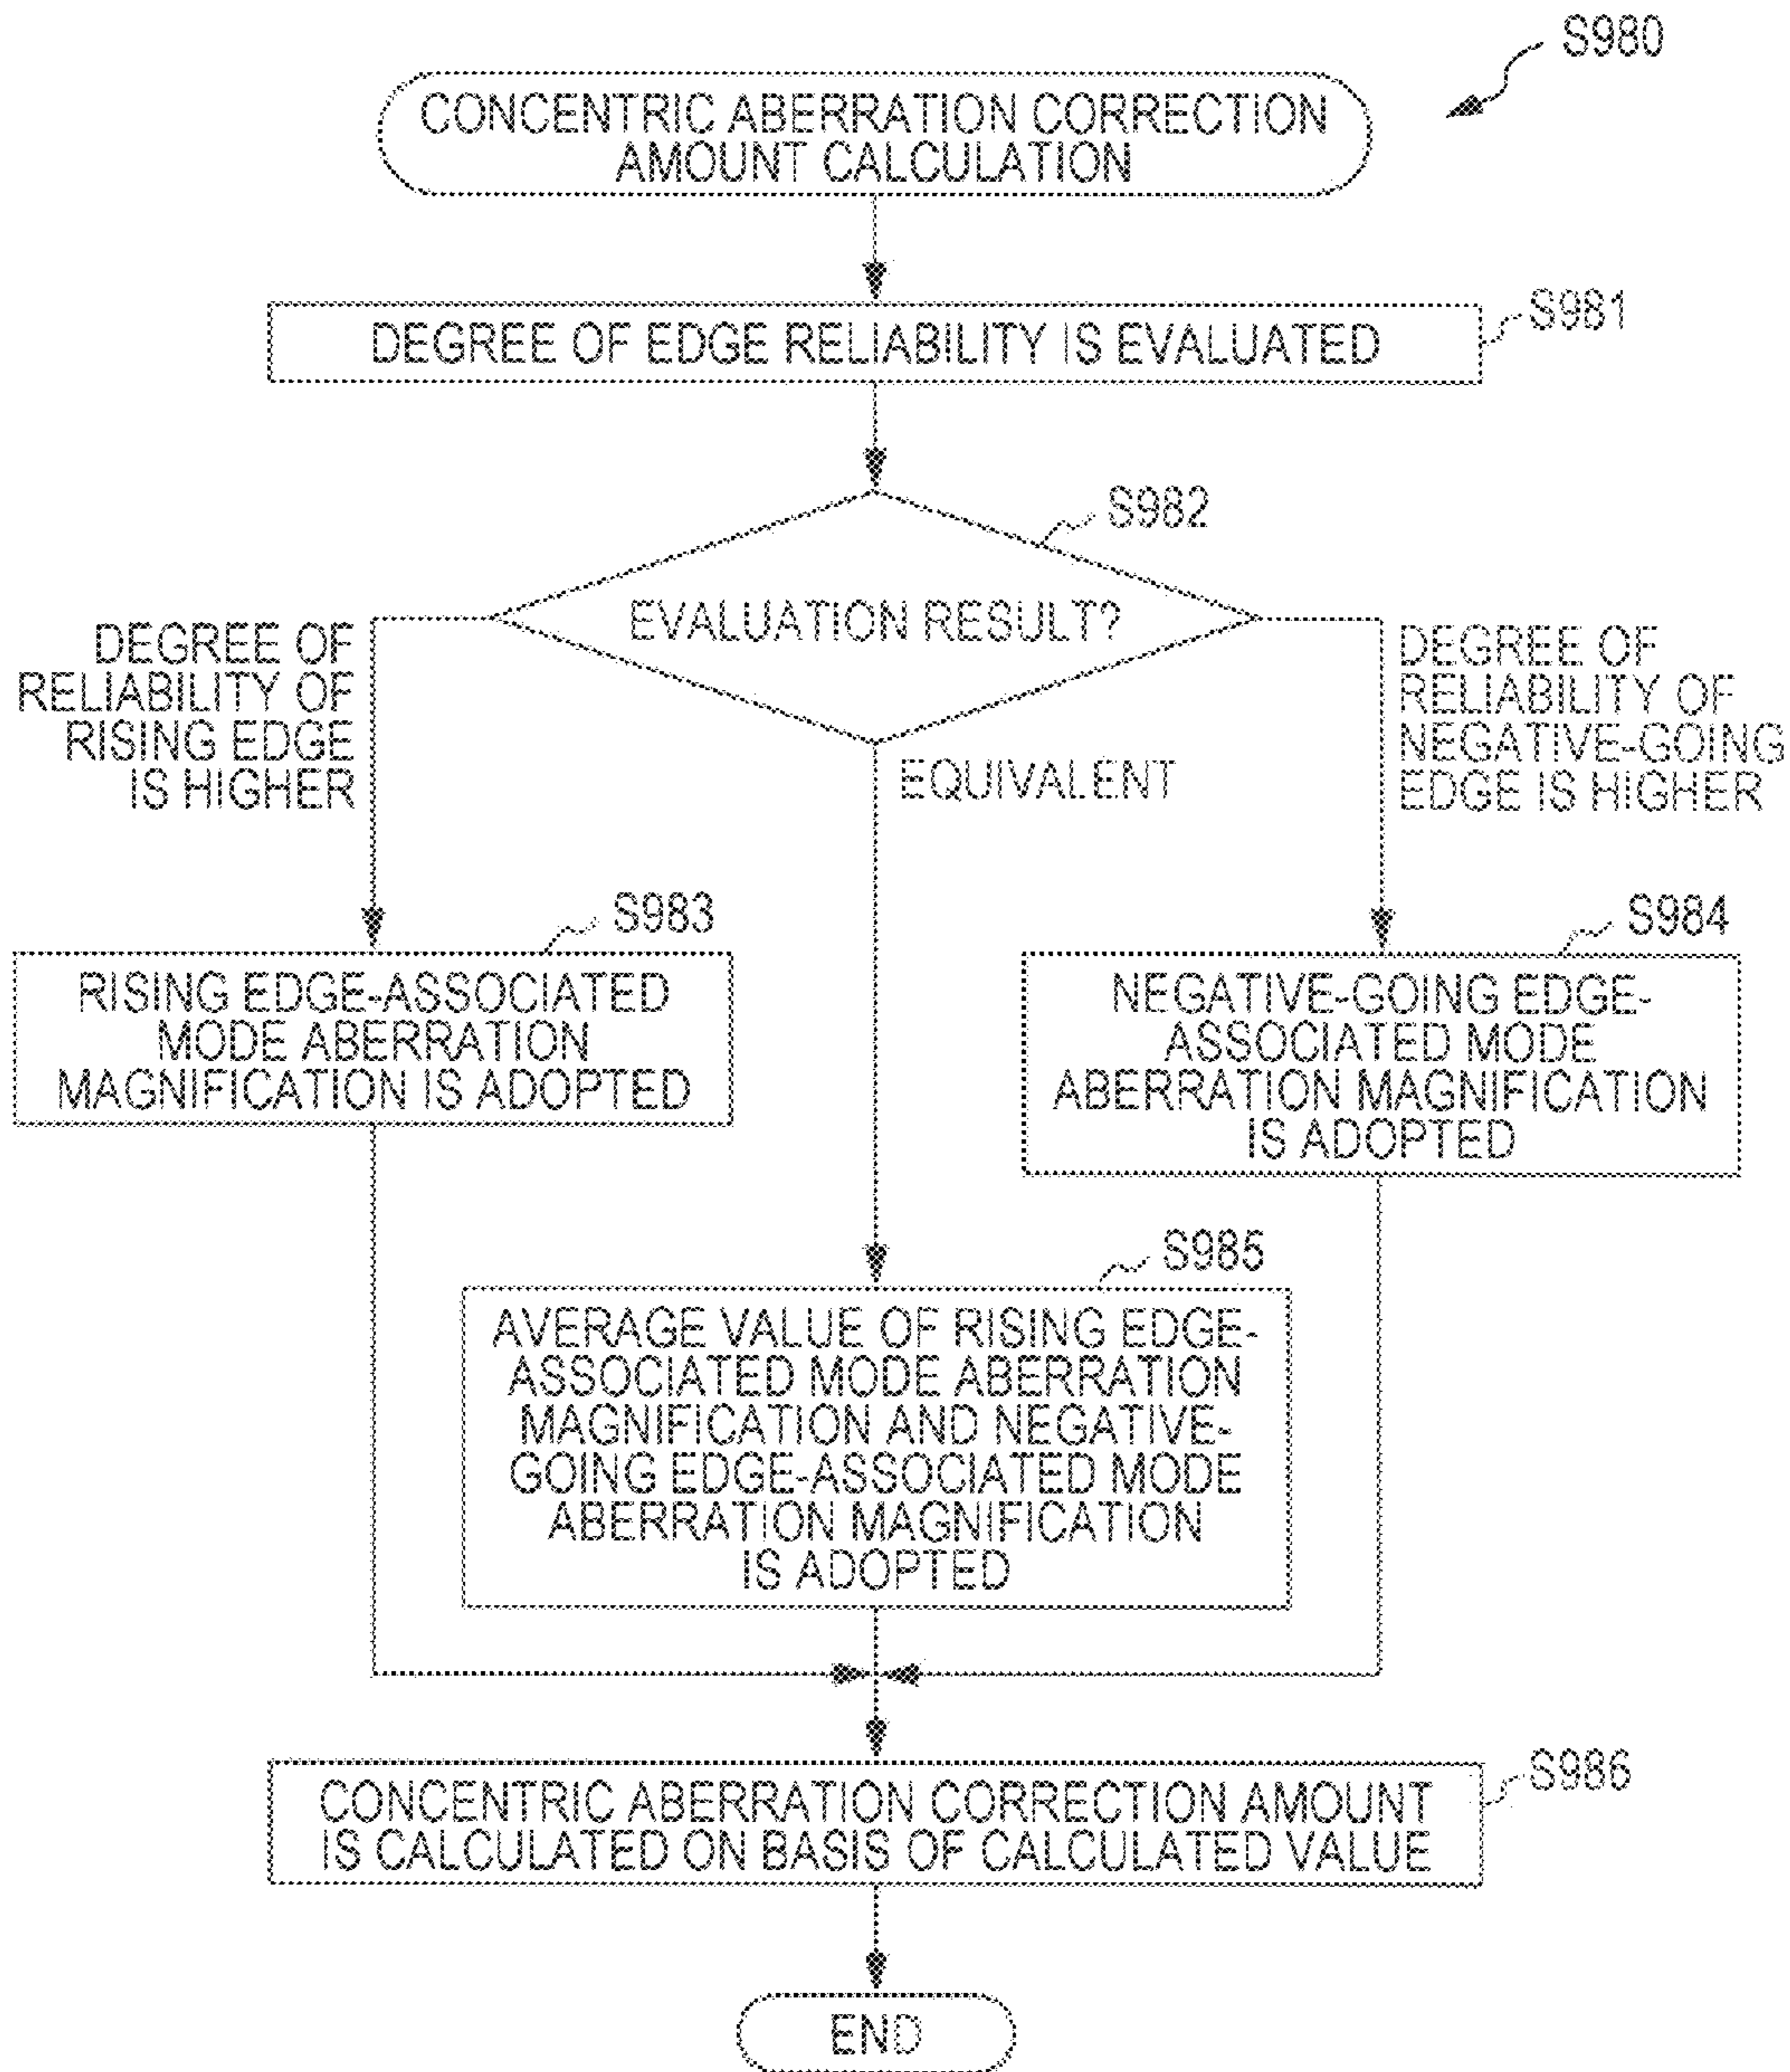 S980
CONCENTRIC ABERRATION CORRECTION
AMOUNT CALCULATION
S981
DEGREE OF EDGE RELIABILITY IS EVALUATED
S982
EVALUATION RESULT?
DEGREE OF
RELIABILITY OF
RISING EDGE
IS HIGHER
EQUIVALENT
DEGREE OF
RELIABILITY OF
NEGATIVE-GOING
EDGE IS HIGHER
S983
RISING EDGE-ASSOCIATED
MODE ABERRATION
MAGNIFICATION IS ADOPTED
S984
NEGATIVE-GOING EDGE-
ASSOCIATED MODE
ABERRATION MAGNIFICATION
IS ADOPTED
S985
AVERAGE VALUE OF RISING EDGE-
ASSOCIATED MODE ABERRATION
MAGNIFICATION AND NEGATIVE-
GOING EDGE-ASSOCIATED MODE
ABERRATION MAGNIFICATION
IS ADOPTED
S986
CONCENTRIC ABERRATION CORRECTION AMOUNT
IS CALCULATED ON BASIS OF CALCULATED VALUE
END